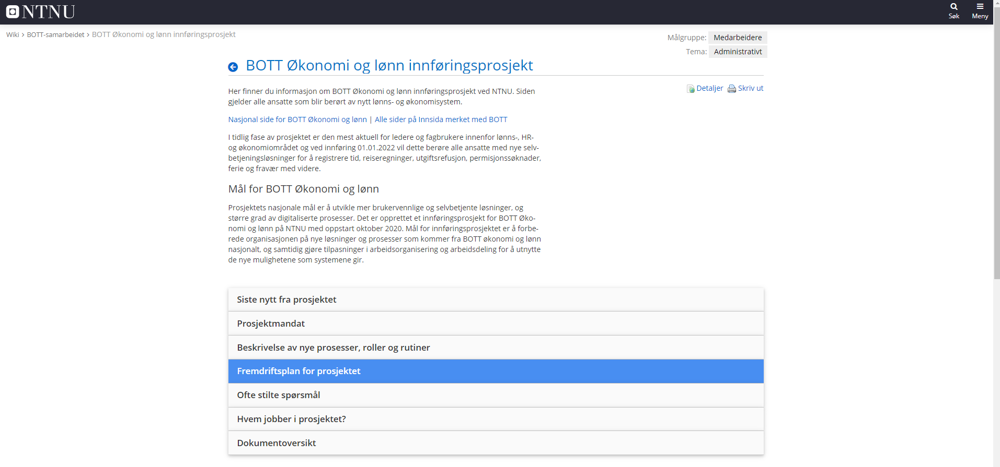 NTNU
Søk
Meny
Wiki > BOTT-samarbeidet > BOTT Økonomi og lønn innføringsprosjekt
Målgruppe: Medarbeidere
Tema: Administrativt
BOTT Økonomi og lønn innføringsprosjekt
Detaljer Skriv ut
Her finner du informasjon om BOTT Økonomi og lønn innføringsprosjekt ved NTNU. Siden
gjelder alle ansatte som blir berørt av nytt lønns- og økonomisystem.
Nasjonal side for BOTT Økonomi og lønn | Alle sider på Innsida merket med BOTT
I tidlig fase av prosjektet er den mest aktuell for ledere og fagbrukere innenfor lønns-, HR-
og økonomiområdet og ved innføring 01.01.2022 vil dette berøre alle ansatte med nye selv-
betjeningsløsninger for å registrere tid, reiseregninger, utgiftsrefusjon, permisjonssøknader,
ferie og fravær med videre.
Mål for BOTT Økonomi og lønn
Prosjektets nasjonale mål er å utvikle mer brukervennlige og selvbetjente løsninger, og
større grad av digitaliserte prosesser. Det er opprettet et innføringsprosjekt for BOTT Øko-
nomi og lønn på NTNU med oppstart oktober 2020. Mål for innføringsprosjektet er å forbe-
rede organisasjonen på nye løsninger og prosesser som kommer fra BOTT økonomi og lønn
nasjonalt, og samtidig gjøre tilpasninger i arbeidsorganisering og arbeidsdeling for å utnytte
de nye mulighetene som systemene gir.
Siste nytt fra prosjektet
Prosjektmandat
Beskrivelse av nye prosesser, roller og rutiner
Fremdriftsplan for prosjektet
Ofte stilte spørsmål
Hvem jobber i prosjektet?
Dokumentoversikt